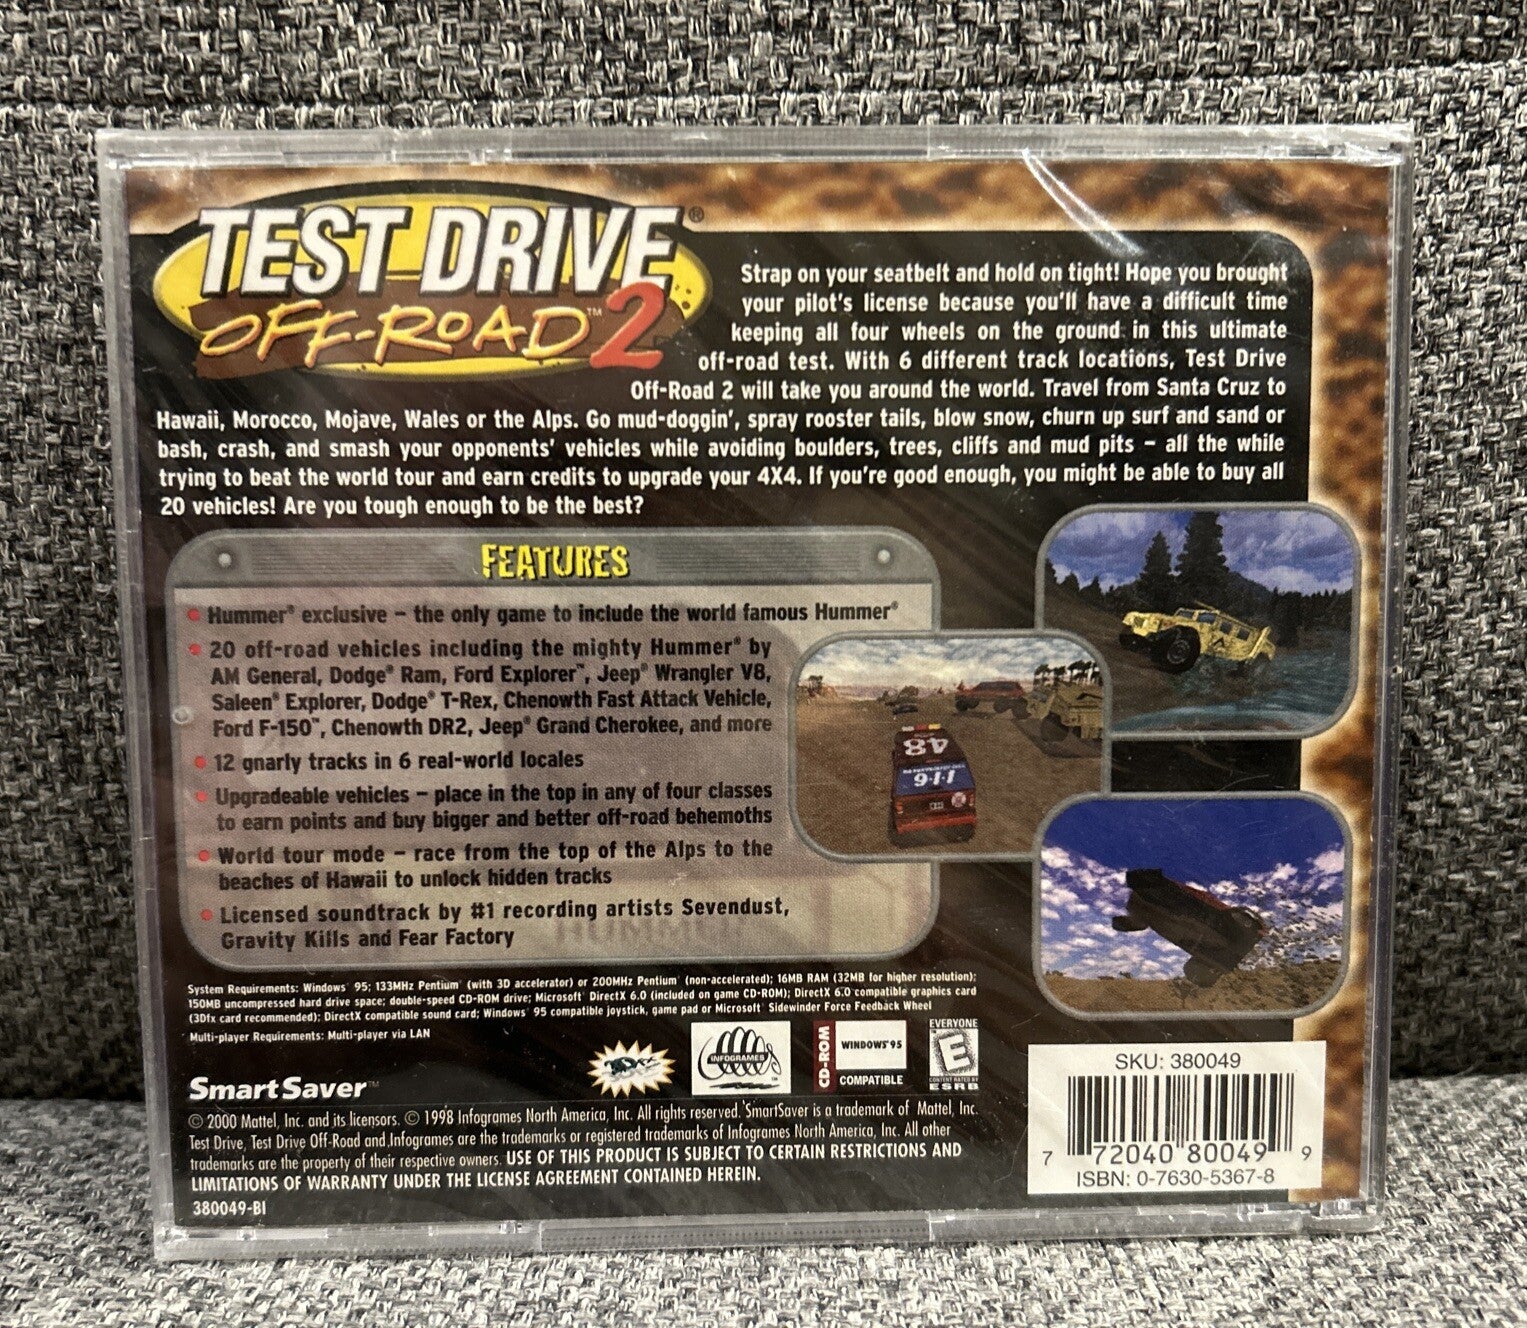 TEST DRIVE®
OFF-ROAD™ 2
Strap on your seatbelt and hold on tight! Hope you brought
your pilot's license because you'll have a difficult time
keeping all four wheels on the ground in this ultimate
off-road test. With 6 different track locations, Test Drive
Off-Road 2 will take you around the world. Travel from Santa Cruz to
Hawaii, Morocco, Mojave, Wales or the Alps. Go mud-doggin', spray rooster tails, blow snow, churn up surf and sand or
bash, crash, and smash your opponents' vehicles while avoiding boulders, trees, cliffs and mud pits – all the while
trying to beat the world tour and earn credits to upgrade your 4X4. If you're good enough, you might be able to buy all
20 vehicles! Are you tough enough to be the best?
FEATURES
• Hummer® exclusive – the only game to include the world famous Hummer®
• 20 off-road vehicles including the mighty Hummer® by
AM General, Dodge® Ram, Ford Explorer™, Jeep® Wrangler V8,
Saleen® Explorer, Dodge® T-Rex, Chenowth Fast Attack Vehicle,
Ford F-150™, Chenowth DR2, Jeep® Grand Cherokee, and more
• 12 gnarly tracks in 6 real-world locales
• Upgradeable vehicles – place in the top in any of four classes
to earn points and buy bigger and better off-road behemoths
• World tour mode – race from the top of the Alps to the
beaches of Hawaii to unlock hidden tracks
• Licensed soundtrack by #1 recording artists Sevendust,
Gravity Kills and Fear Factory
HUMMER
48
System Requirements: Windows® 95; 133MHz Pentium® (with 3D accelerator) or 200MHz Pentium® (non-accelerated); 16MB RAM (32MB for higher resolution);
150MB uncompressed hard drive space; double-speed CD-ROM drive; Microsoft® DirectX 6.0 (included on game CD-ROM); DirectX 6.0 compatible graphics card
(3Dfx card recommended); DirectX compatible sound card; Windows® 95 compatible joystick, game pad or Microsoft® Sidewinder Force Feedback Wheel
Multi-player Requirements: Multi-player via LAN
SmartSaver™
INFOGRAMES
CD-ROM
WINDOWS® 95
COMPATIBLE
EVERYONE
E
CONTENT RATED BY
ESRB
© 2000 Mattel, Inc. and its licensors. © 1998 Infogrames North America, Inc. All rights reserved. SmartSaver is a trademark of Mattel, Inc.
Test Drive, Test Drive Off-Road and Infogrames are the trademarks or registered trademarks of Infogrames North America, Inc. All other
trademarks are the property of their respective owners. USE OF THIS PRODUCT IS SUBJECT TO CERTAIN RESTRICTIONS AND
LIMITATIONS OF WARRANTY UNDER THE LICENSE AGREEMENT CONTAINED HEREIN.
380049-BI
SKU: 380049
7 72040 80049 9
ISBN: 0-7630-5367-8